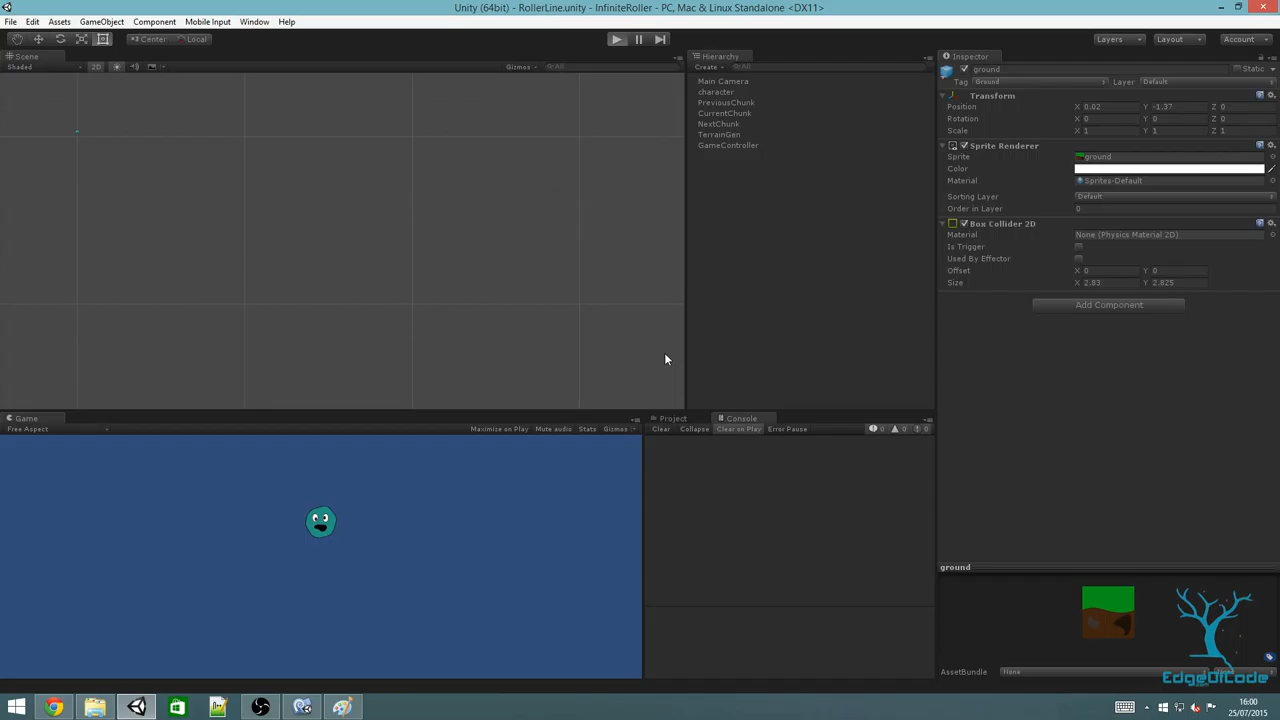 Unity (64bit) - RollerLine.unity - InfiniteRoller - PC, Mac & Linux Standalone <DX11>
File Edit Assets GameObject Component Mobile Input Window Help
Center Local Layers Layout Account
Scene
Shaded 2D Gizmos All
Hierarchy
Create All
Main Camera
character
PreviousChunk
CurrentChunk
NextChunk
TerrainGen
GameController
Inspector
ground Static
Tag Ground Layer Default
Transform
Position X 0.02 Y -1.37 Z 0
Rotation X 0 Y 0 Z 0
Scale X 1 Y 1 Z 1
Sprite Renderer
Sprite ground
Color
Material Sprites-Default
Sorting Layer Default
Order in Layer 0
Box Collider 2D
Material None (Physics Material 2D)
Is Trigger
Used By Effector
Offset X 0 Y 0
Size X 2.83 Y 2.825
Add Component
Game
Free Aspect Maximize on Play Mute audio Stats Gizmos
Project Console
Clear Collapse Clear on Play Error Pause 0 0 0
ground
AssetBundle None
EdgeOfCode
16:00
25/07/2015